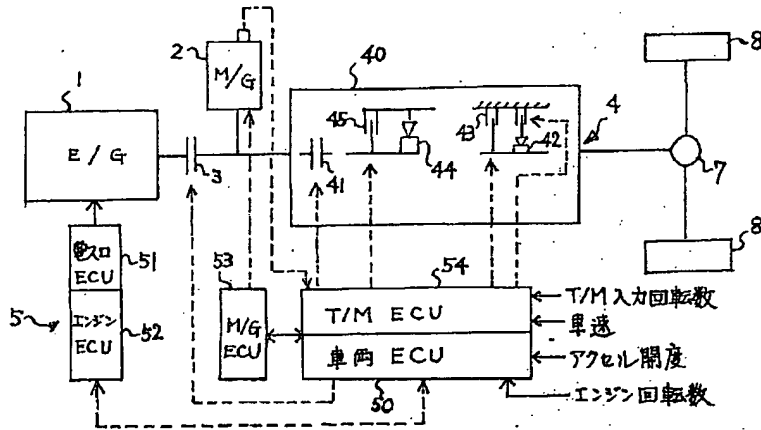 1
E/G
2
M/G
3
40
45
44
41
43
42
4
7
8
8
5
電スロ
ECU
51
エンジン
ECU
52
53
M/G
ECU
54
T/M ECU
車両 ECU
50
T/M入力回転数
車速
アクセル開度
エンジン回転数